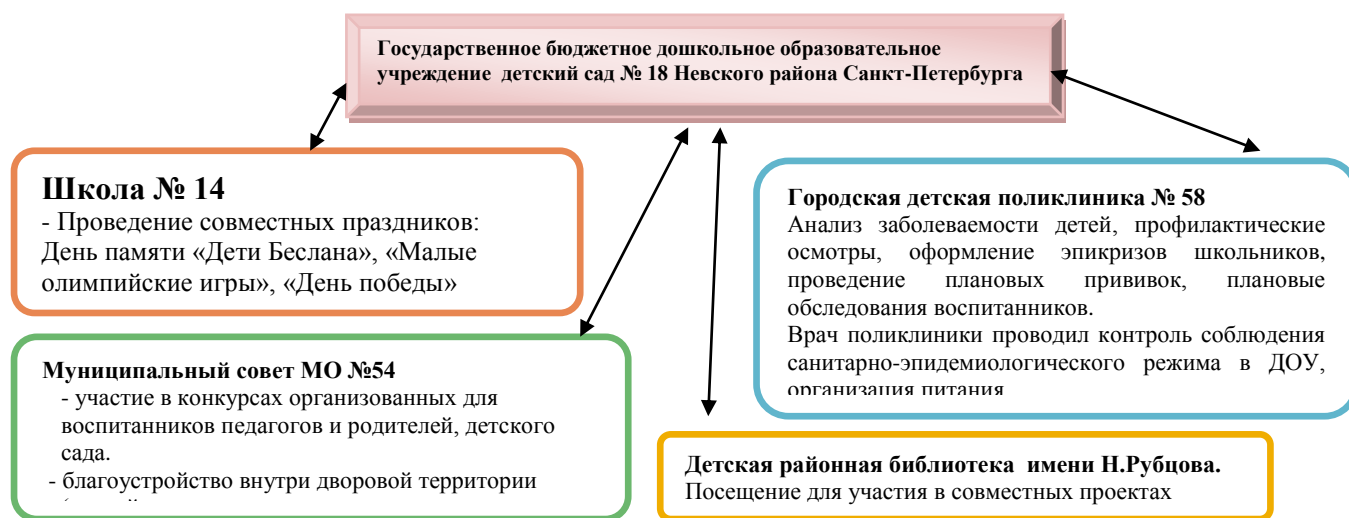 Государственное бюджетное дошкольное образовательное
учреждение детский сад № 18 Невского района Санкт-Петербурга
Школа № 14
- Проведение совместных праздников:
День памяти «Дети Беслана», «Малые
олимпийские игры», «День победы»
Городская детская поликлиника № 58
Анализ заболеваемости детей, профилактические
осмотры, оформление эпикризов школьников,
проведение плановых прививок, плановые
обследования воспитанников.
Врач поликлиники проводил контроль соблюдения
санитарно-эпидемиологического режима в ДОУ,
организация питания
Муниципальный совет МО №54
- участие в конкурсах организованных для
воспитанников педагогов и родителей, детского
сада.
- благоустройство внутри дворовой территории
Детская районная библиотека имени Н.Рубцова.
Посещение для участия в совместных проектах